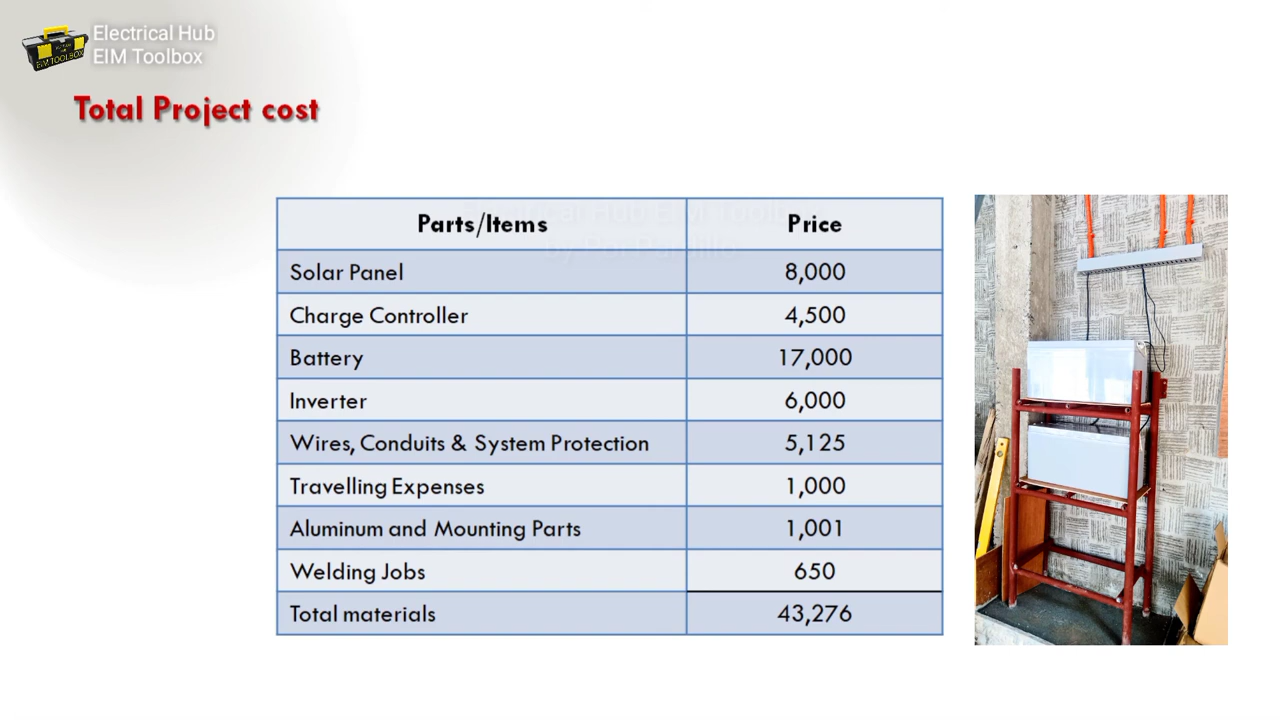 Electrical Hub
EIM Toolbox
EIM TOOLBOX
Total Project cost
Parts/Items Price
Solar Panel 8,000
Charge Controller 4,500
Battery 17,000
Inverter 6,000
Wires, Conduits & System Protection 5,125
Travelling Expenses 1,000
Aluminum and Mounting Parts 1,001
Welding Jobs 650
Total materials 43,276